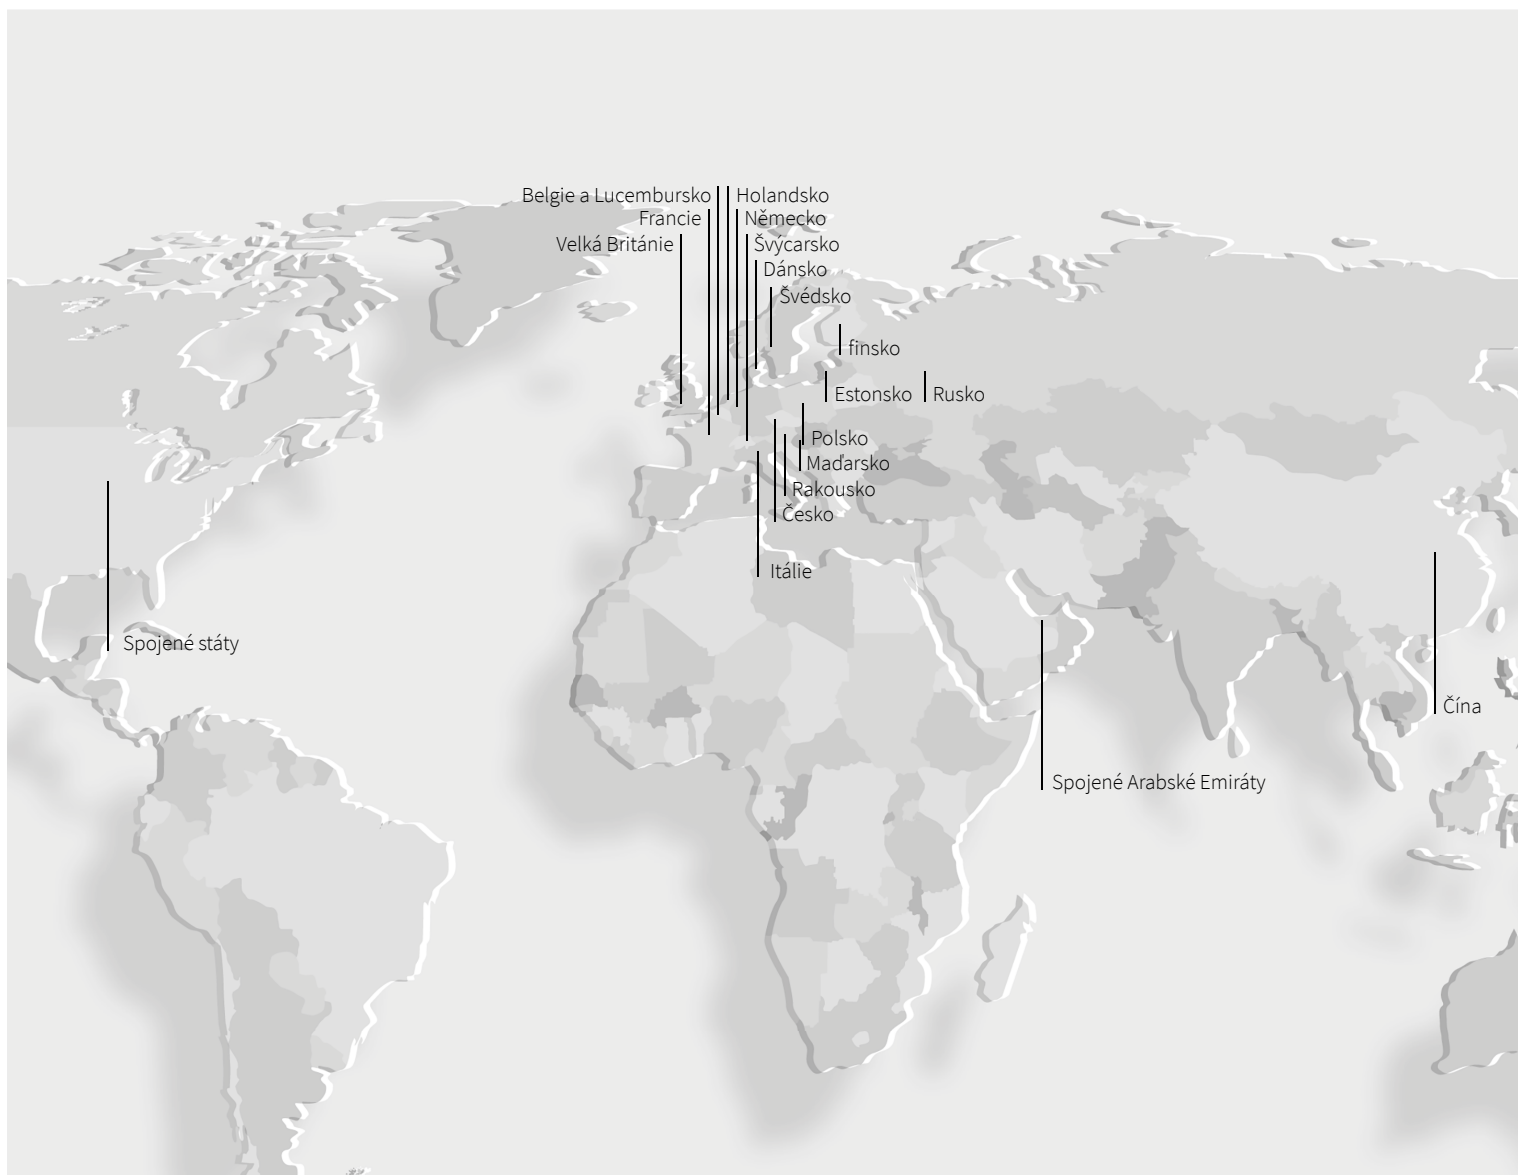 Belgie a Lucembursko
Holandsko
Francie
Německo
Velká Británie
Švýcarsko
Dánsko
Švédsko
finsko
Estonsko
Rusko
Polsko
Maďarsko
Rakousko
Česko
Itálie
Spojené státy
Čína
Spojené Arabské Emiráty